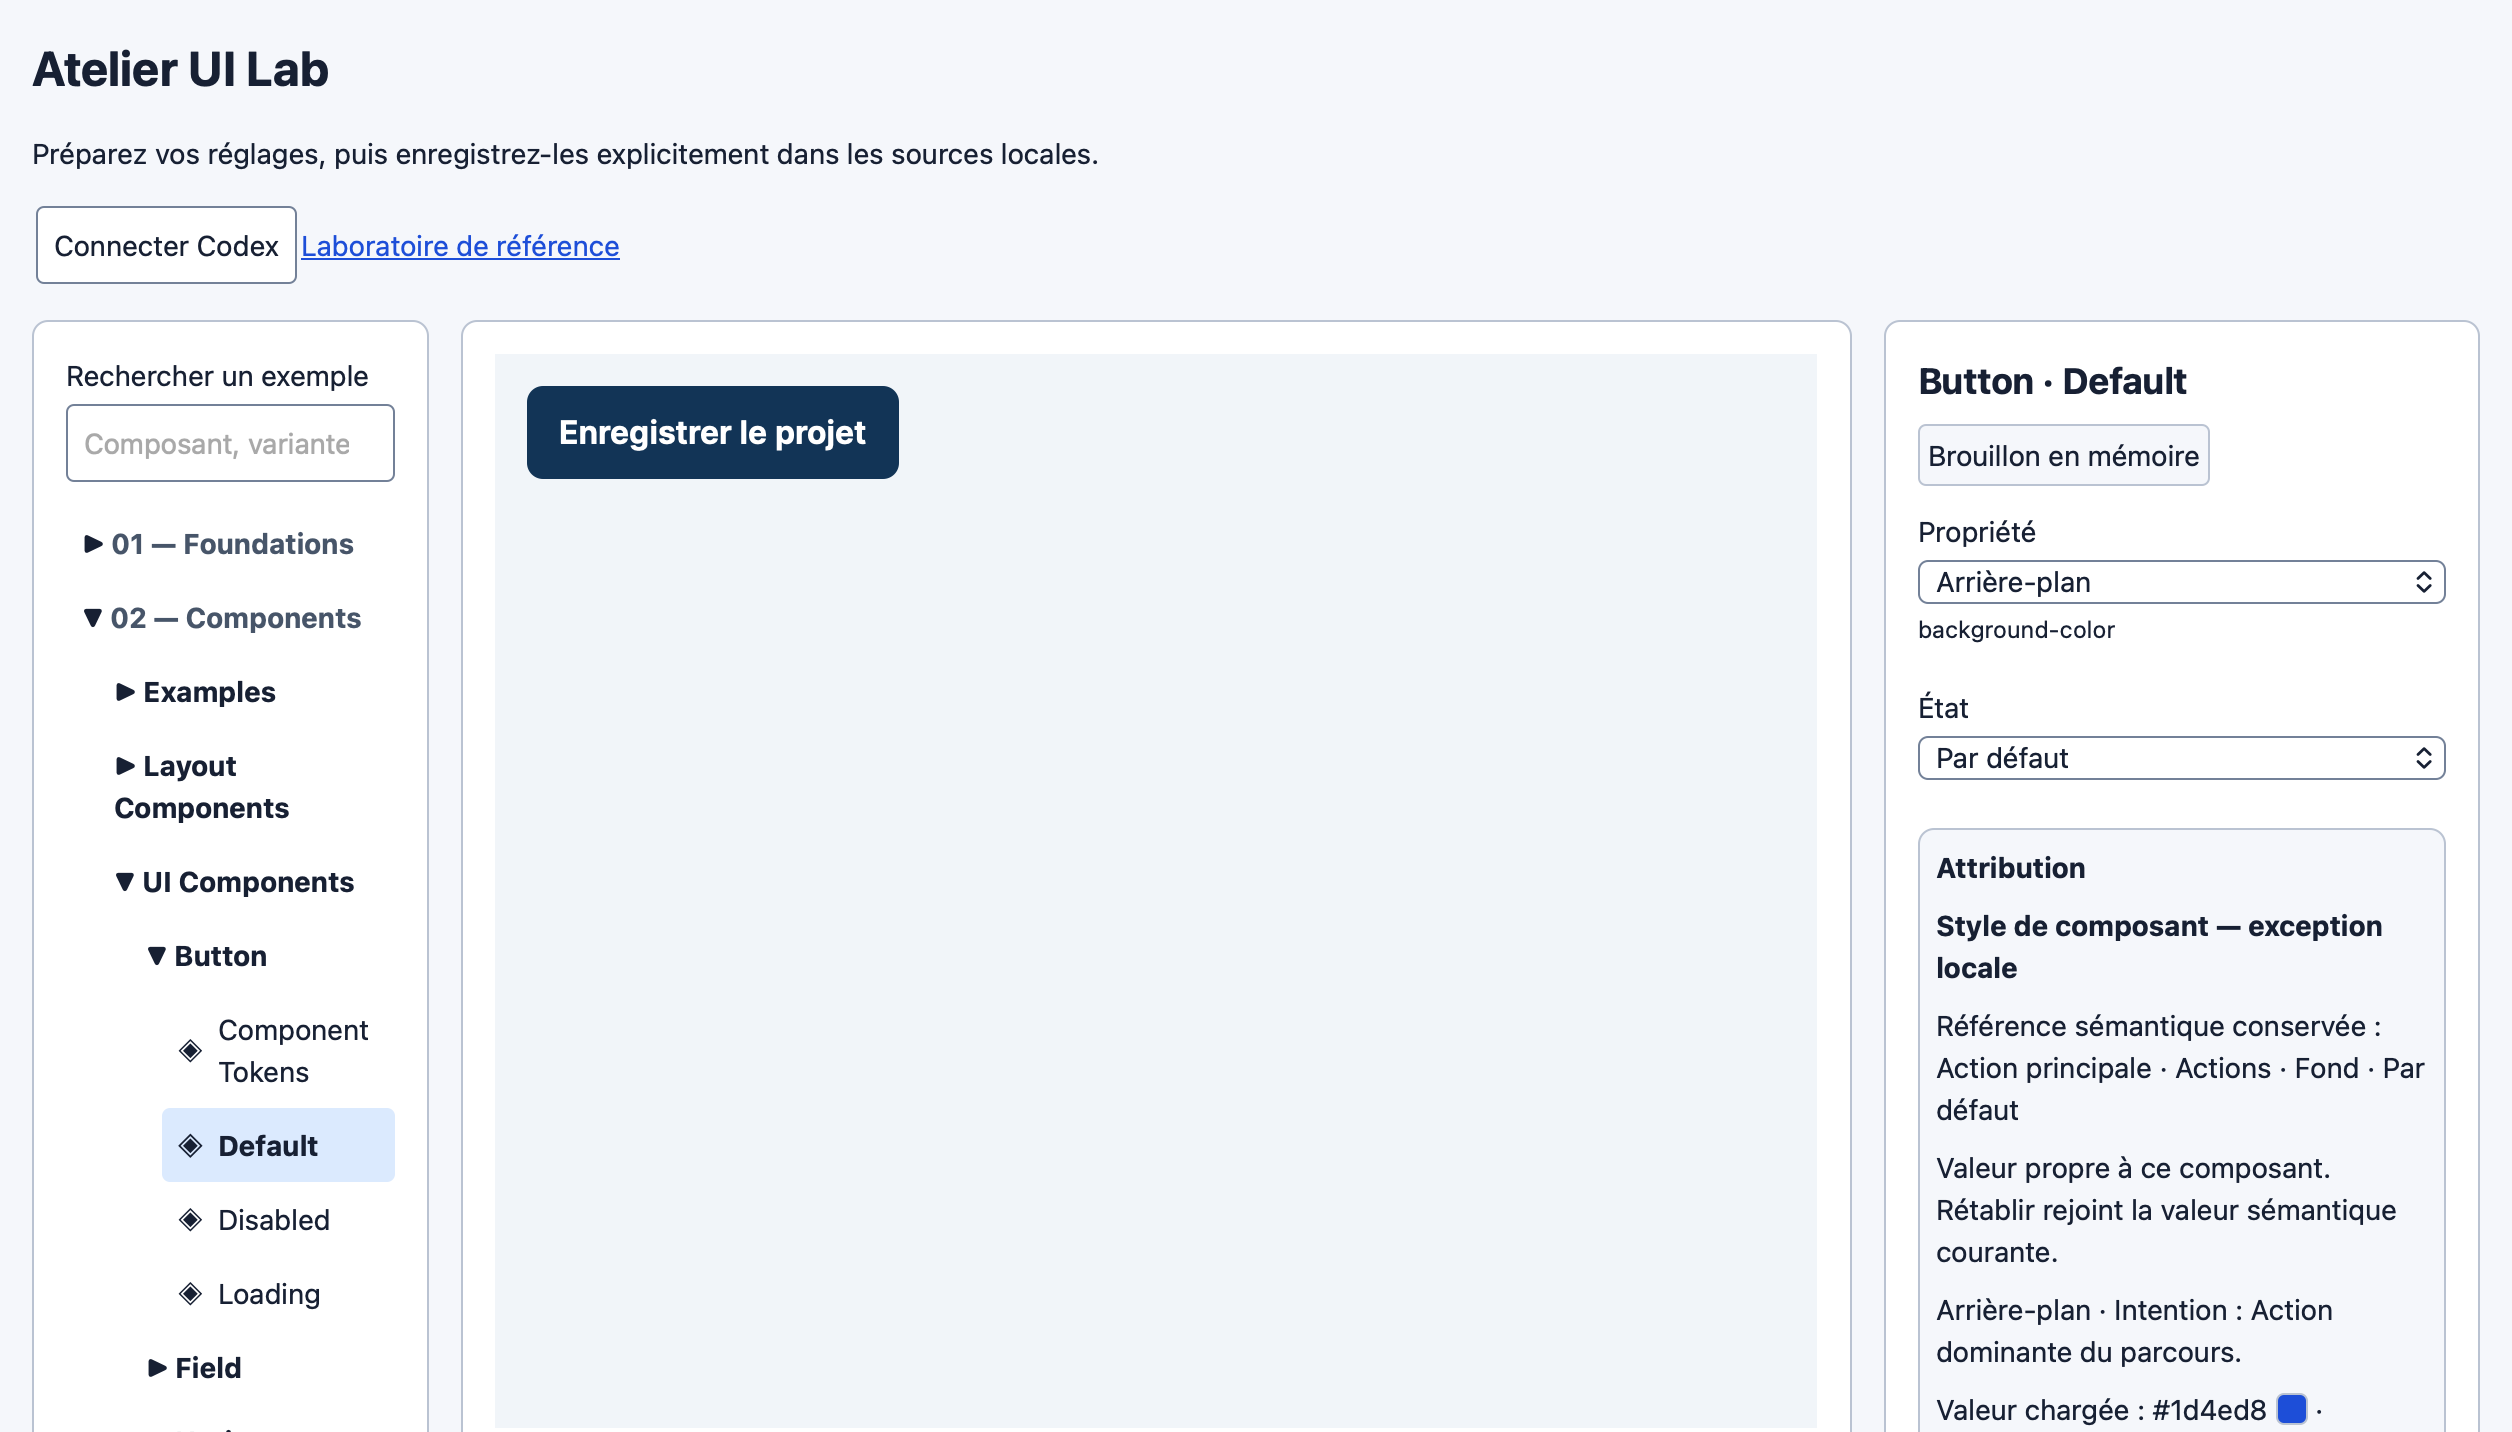 Atelier UI Lab
Préparez vos réglages, puis enregistrez-les explicitement dans les sources locales.
Connecter Codex Laboratoire de référence
Rechercher un exemple
Composant, variante
01 — Foundations
02 — Components
Examples
Layout
Components
UI Components
Button
Component
Tokens
Default
Disabled
Loading
Field
Enregistrer le projet
Button · Default
Brouillon en mémoire
Propriété
Arrière-plan
background-color
État
Par défaut
Attribution
Style de composant — exception
locale
Référence sémantique conservée :
Action principale · Actions · Fond · Par
défaut
Valeur propre à ce composant.
Rétablir rejoint la valeur sémantique
courante.
Arrière-plan · Intention : Action
dominante du parcours.
Valeur chargée : #1d4ed8 ·